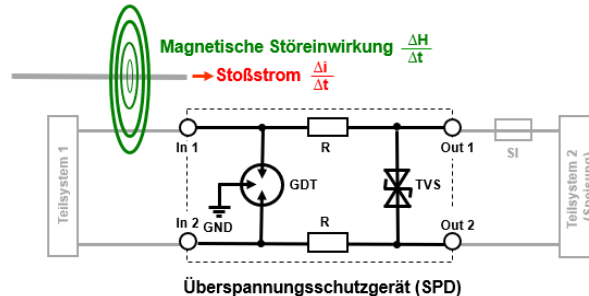 Magnetische Störeinwirkung ΔH/Δt
Stoßstrom Δi/Δt
In 1
R
Out 1
SI
Teilsystem 1
GDT
TVS
GND
Teilsystem 2
(Speisung)
In 2
R
Out 2
Überspannungsschutzgerät (SPD)